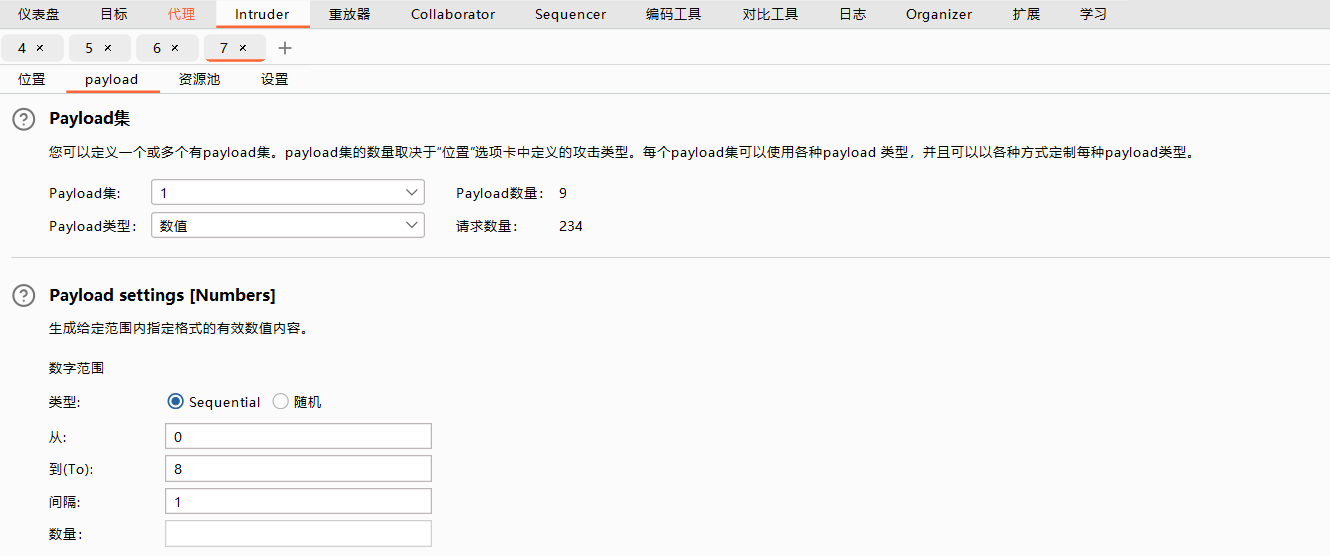 仪表盘 目标 代理 Intruder 重放器 Collaborator Sequencer 编码工具 对比工具 日志 Organizer 扩展 学习
4 × 5 × 6 × 7 × +
位置 payload 资源池 设置
? Payload集
您可以定义一个或多个有payload集。payload集的数量取决于“位置”选项卡中定义的攻击类型。每个payload集可以使用各种payload 类型，并且可以以各种方式定制每种payload类型。
Payload集: 1 Payload数量： 9
Payload类型： 数值 请求数量： 234
? Payload settings [Numbers]
生成给定范围内指定格式的有效数值内容。
数字范围
类型: Sequential 随机
从: 0
到(To): 8
间隔: 1
数量：